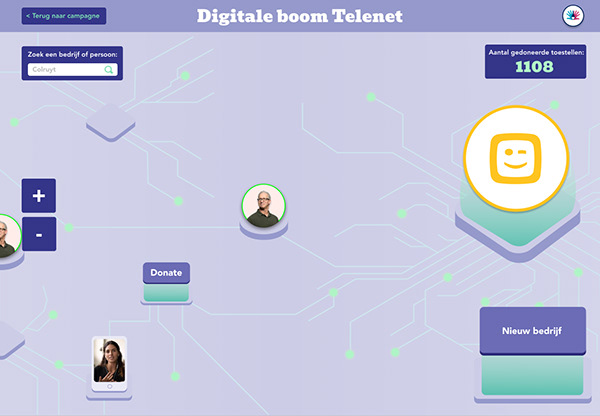 < Terug naar campagne
Digitale boom Telenet
Zoek een bedrijf of persoon:
Colruyt
Aantal gedoneerde toestellen:
1108
+
-
Donate
Nieuw bedrijf